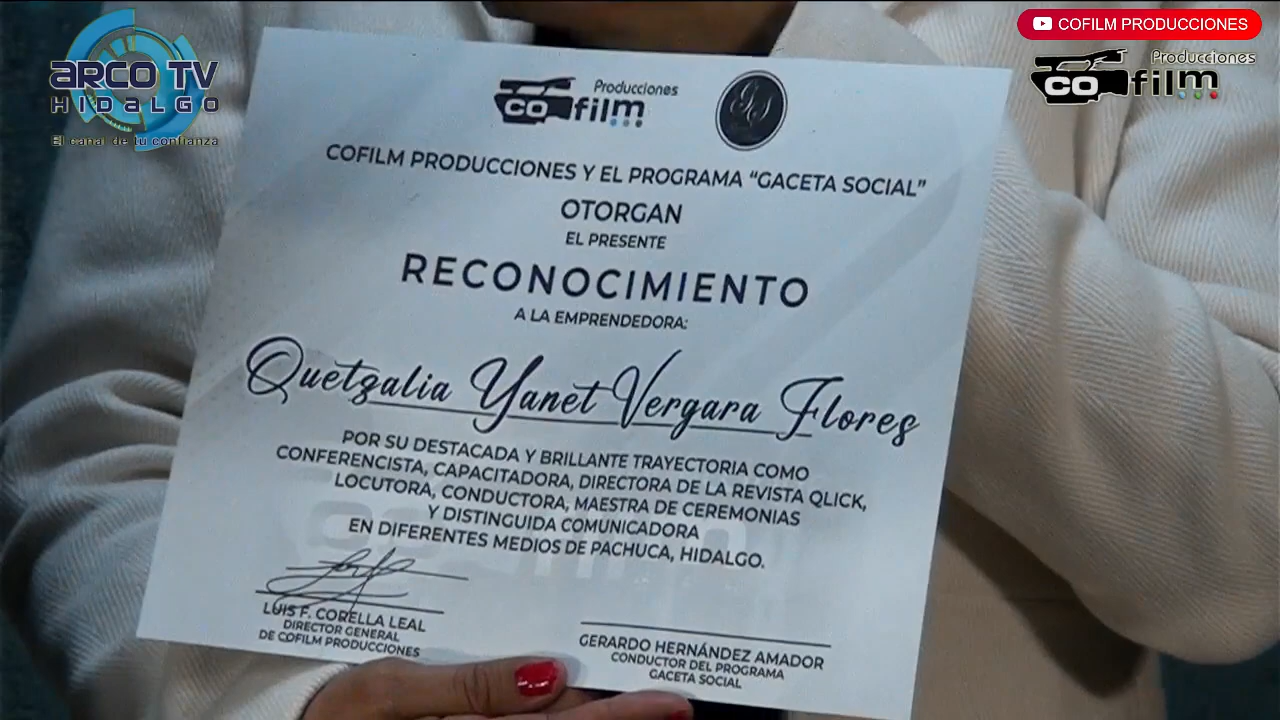 ARCO TV
HIDALGO
El canal de tu confianza
COFILM PRODUCCIONES
Producciones
cofilm
Producciones
cofilm
COFILM PRODUCCIONES Y EL PROGRAMA “GACETA SOCIAL”
OTORGAN
EL PRESENTE
RECONOCIMIENTO
A LA EMPRENDEDORA:
Quetzalia Yanet Vergara Flores
POR SU DESTACADA Y BRILLANTE TRAYECTORIA COMO
CONFERENCISTA, CAPACITADORA, DIRECTORA DE LA REVISTA QLICK,
LOCUTORA, CONDUCTORA, MAESTRA DE CEREMONIAS
Y DISTINGUIDA COMUNICADORA
EN DIFERENTES MEDIOS DE PACHUCA, HIDALGO.
LUIS F. CORELLA LEAL
DIRECTOR GENERAL
DE COFILM PRODUCCIONES
GERARDO HERNÁNDEZ AMADOR
CONDUCTOR DEL PROGRAMA
GACETA SOCIAL